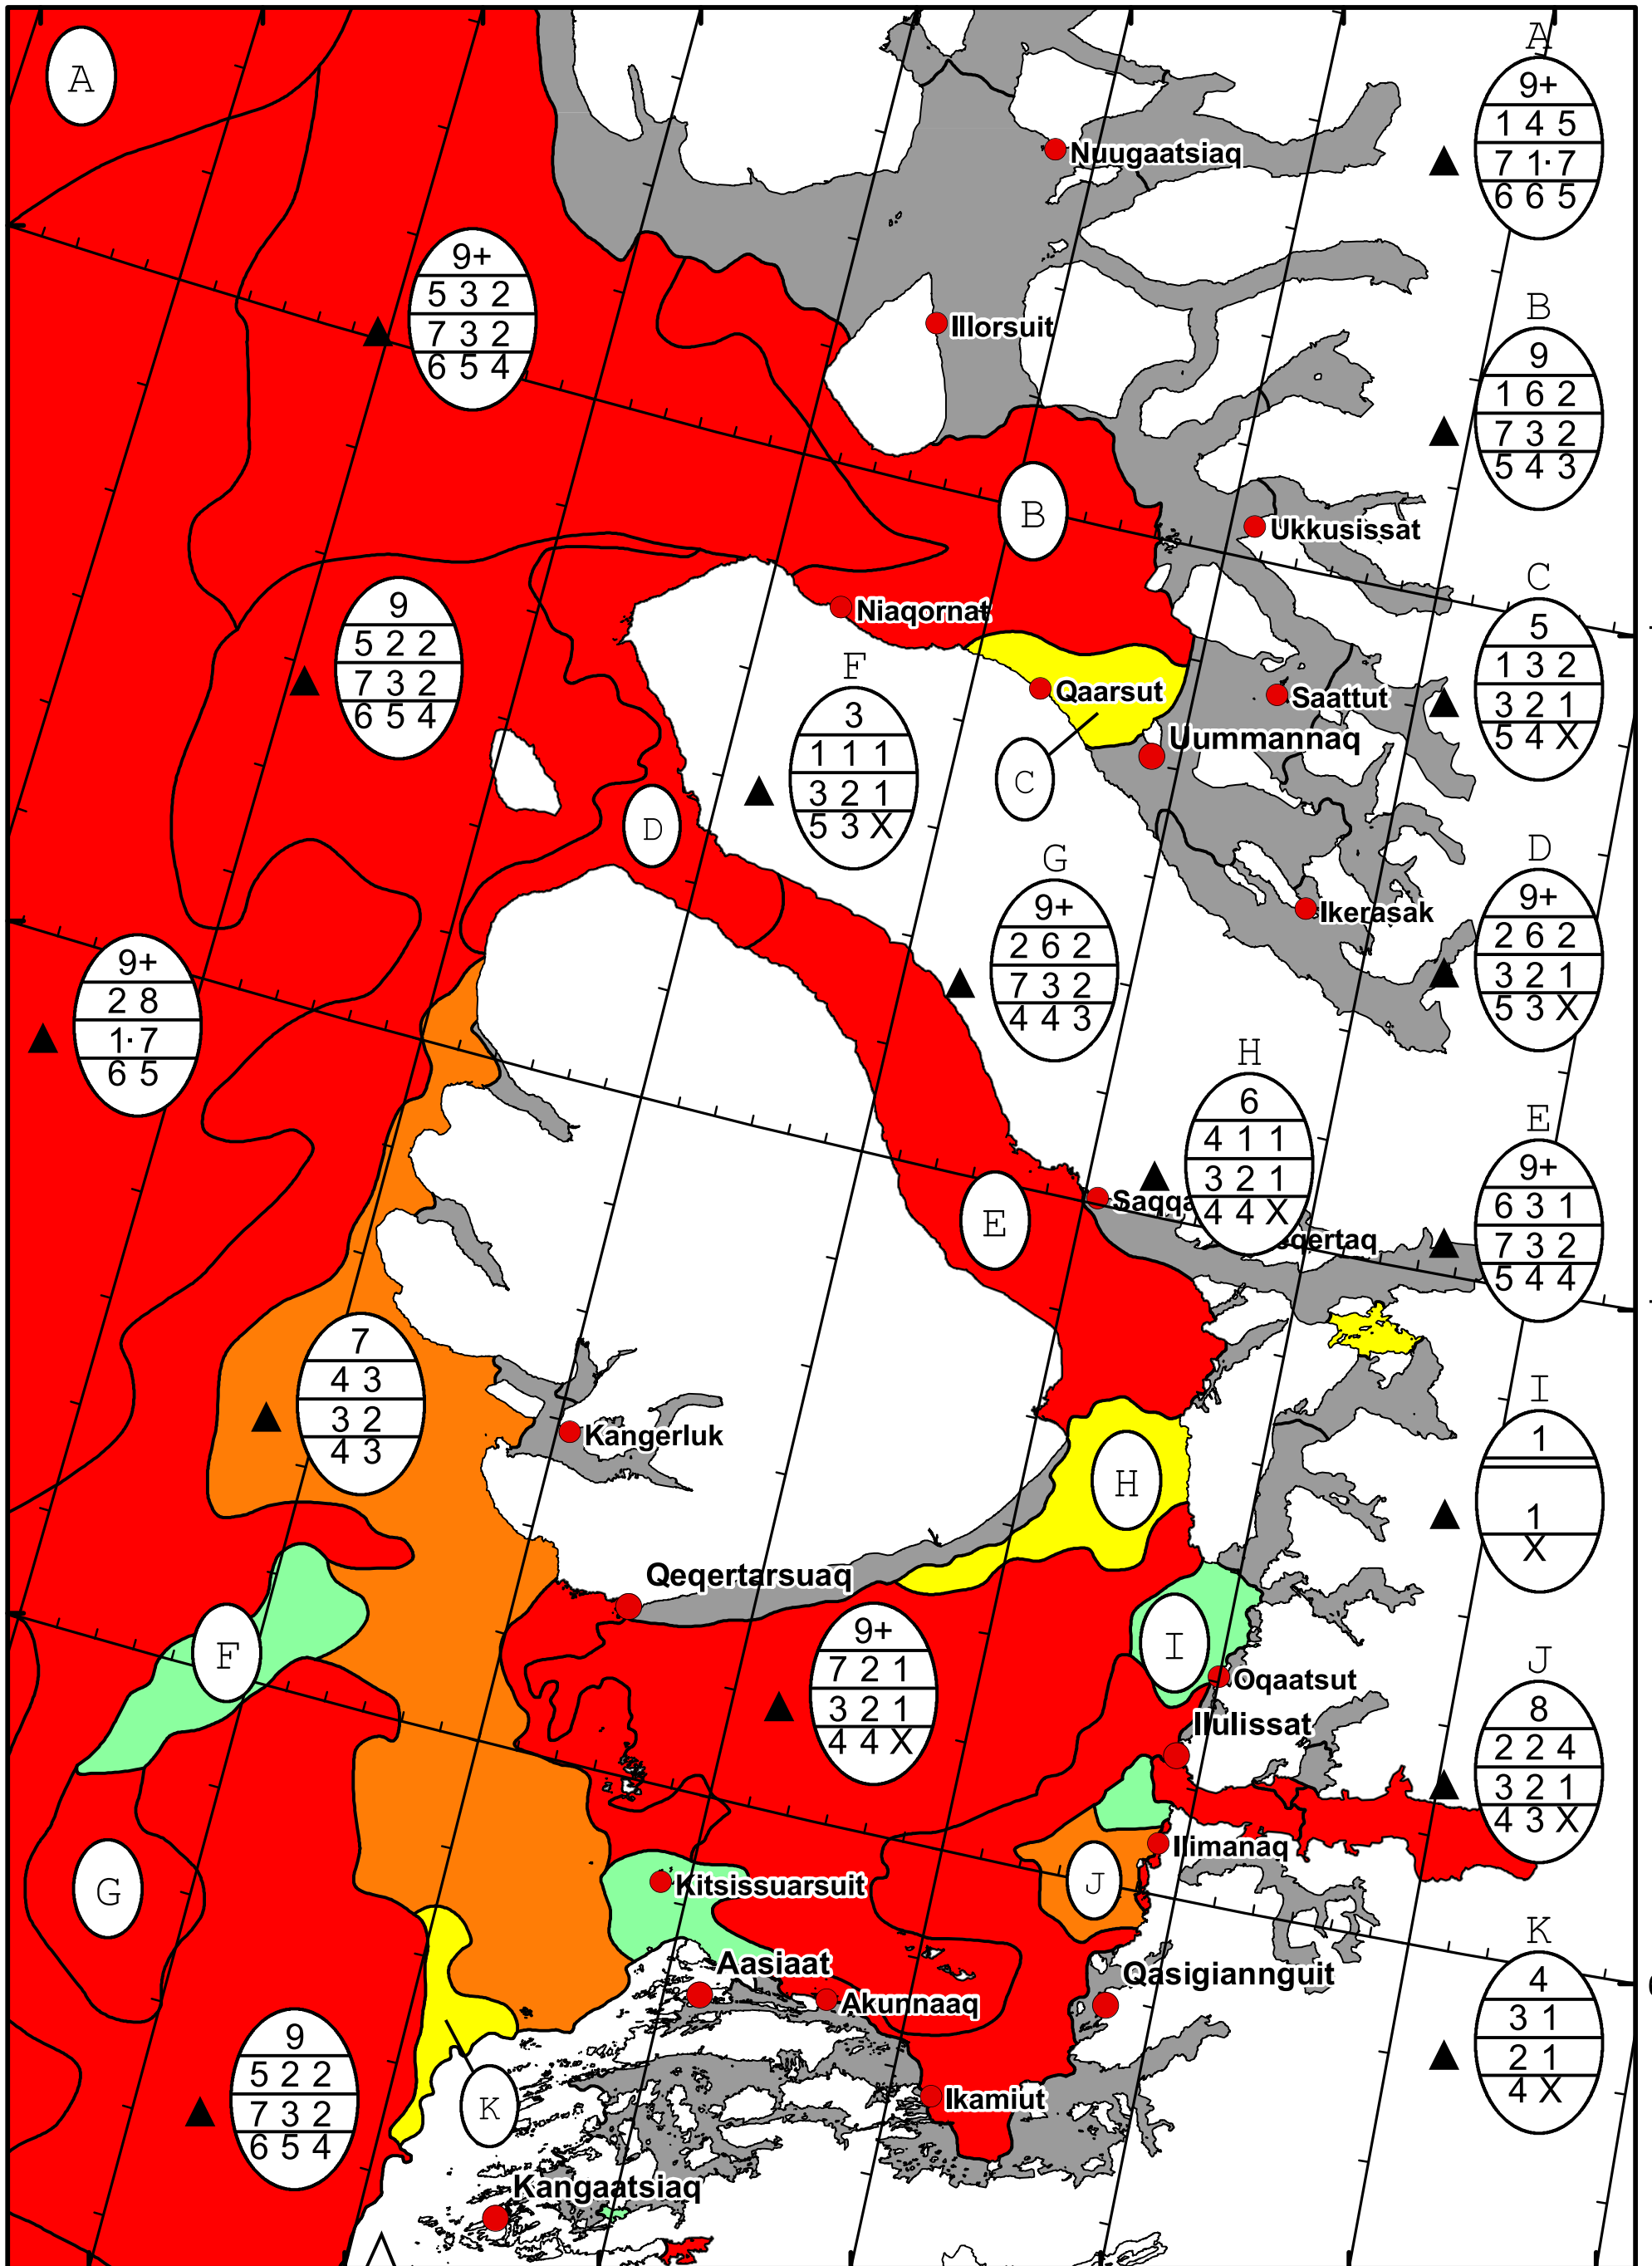 A
A
9+
1 4 5
7 1· 7
6 6 5
Nuugaatsiaq
9+
5 3 2
7 3 2
6 5 4
Illorsuit
B
9
1 6 2
7 3 2
5 4 3
B
Ukkusissat
9
5 2 2
7 3 2
6 5 4
Niaqornat
C
5
1 3 2
3 2 1
5 4 X
Qaarsut
Saattut
Uummannaq
F
3
1 1 1
3 2 1
5 3 X
C
D
D
9+
2 6 2
3 2 1
5 3 X
G
9+
2 6 2
7 3 2
4 4 3
Ikerasak
9+
2 8
1· 7
6 5
H
6
4 1 1
3 2 1
4 4 X
E
9+
6 3 1
7 3 2
5 4 4
Saqqa
E
qertaq
7
4 3
3 2
4 3
I
1
1
X
Kangerluk
H
Qeqertarsuaq
F
9+
7 2 1
3 2 1
4 4 X
I
Oqaatsut
Ilulissat
J
8
2 2 4
3 2 1
4 3 X
Ilimanaq
G
Kitsissuarsuit
J
Aasiaat
Akunnaaq
Qasigiannguit
K
4
3 1
2 1
4 X
9
5 2 2
7 3 2
6 5 4
K
Ikamiut
Kangaatsiaq